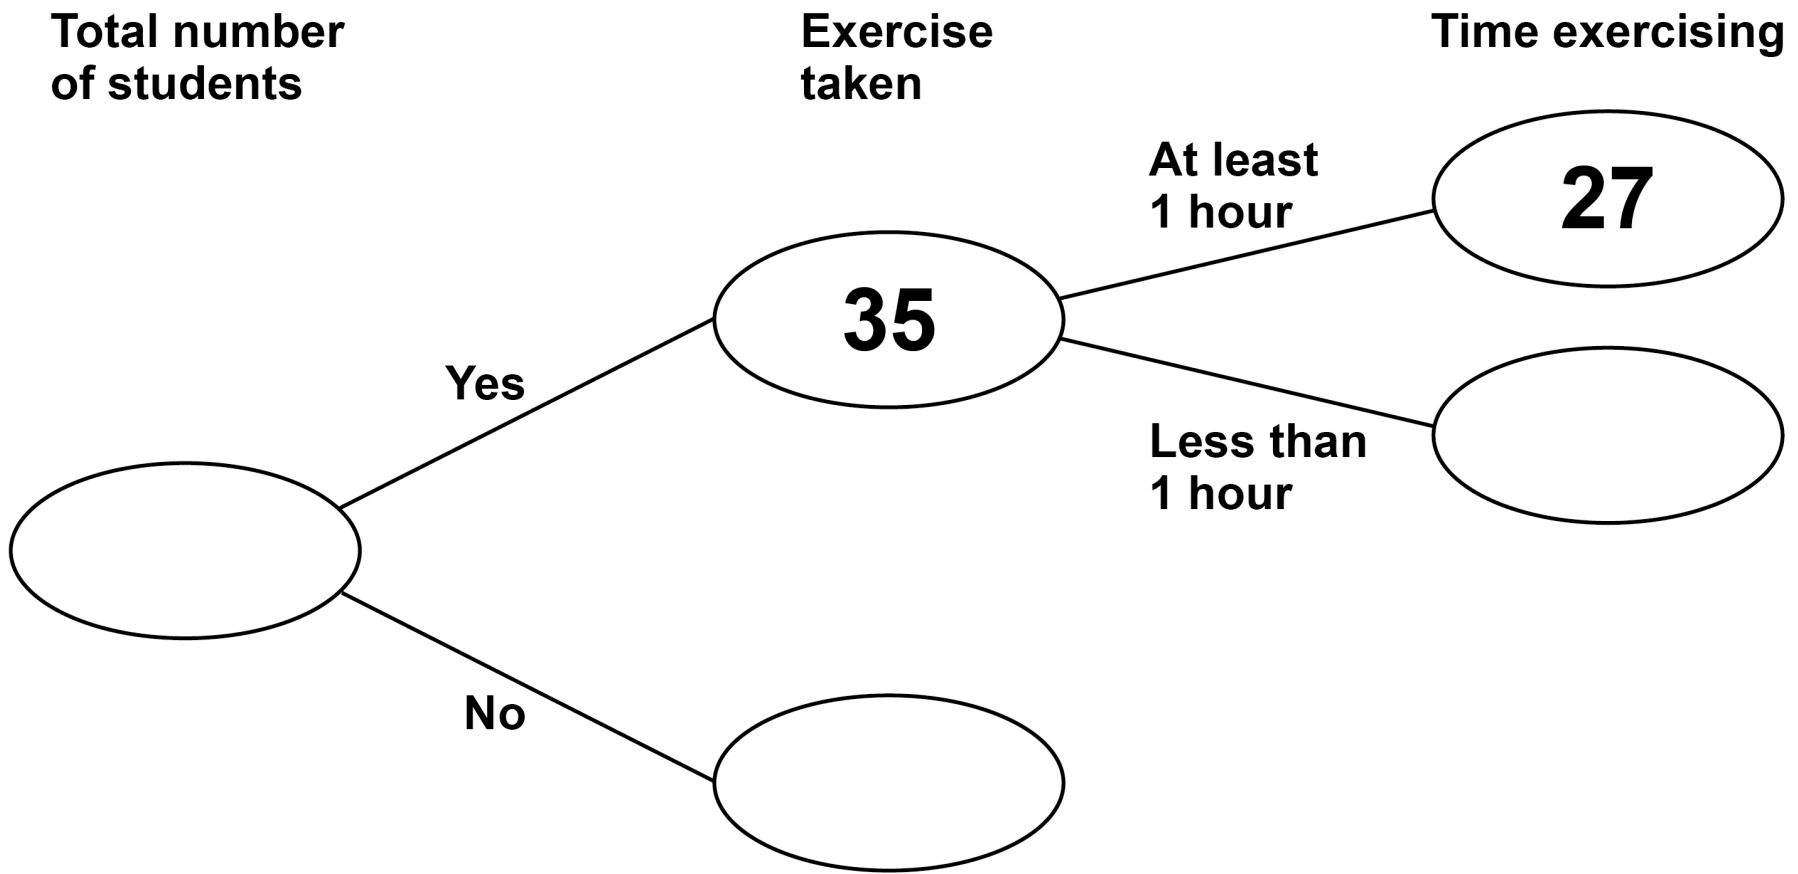 Total number
of students
Exercise
taken
Time exercising
At least
1 hour
27
35
Yes
Less than
1 hour
No